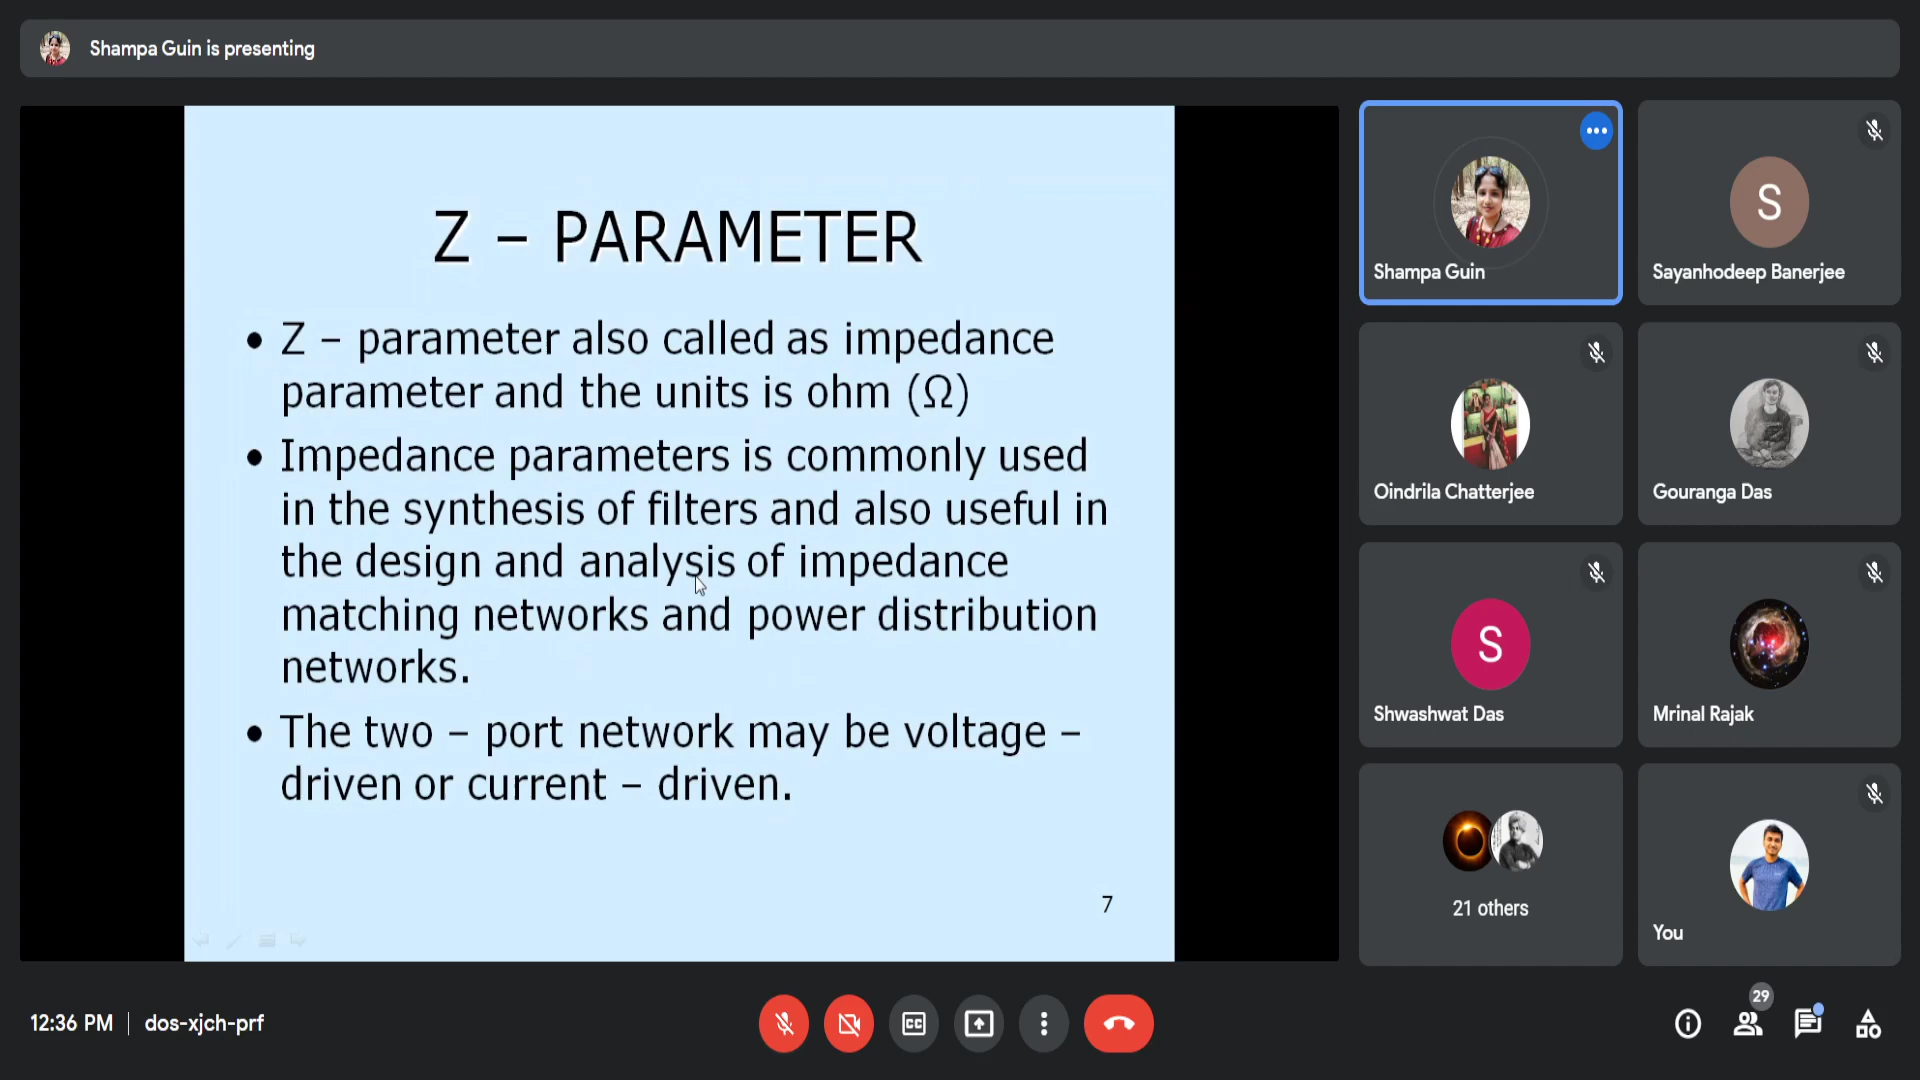 Shampa Guin is presenting
Z – PARAMETER
• Z – parameter also called as impedance
parameter and the units is ohm (Ω)
• Impedance parameters is commonly used
in the synthesis of filters and also useful in
the design and analysis of impedance
matching networks and power distribution
networks.
• The two – port network may be voltage –
driven or current – driven.
7
Shampa Guin
S
Sayanhodeep Banerjee
Oindrila Chatterjee
Gouranga Das
S
Shwashwat Das
Mrinal Rajak
21 others
You
12:36 PM | dos-xjch-prf
CC
29